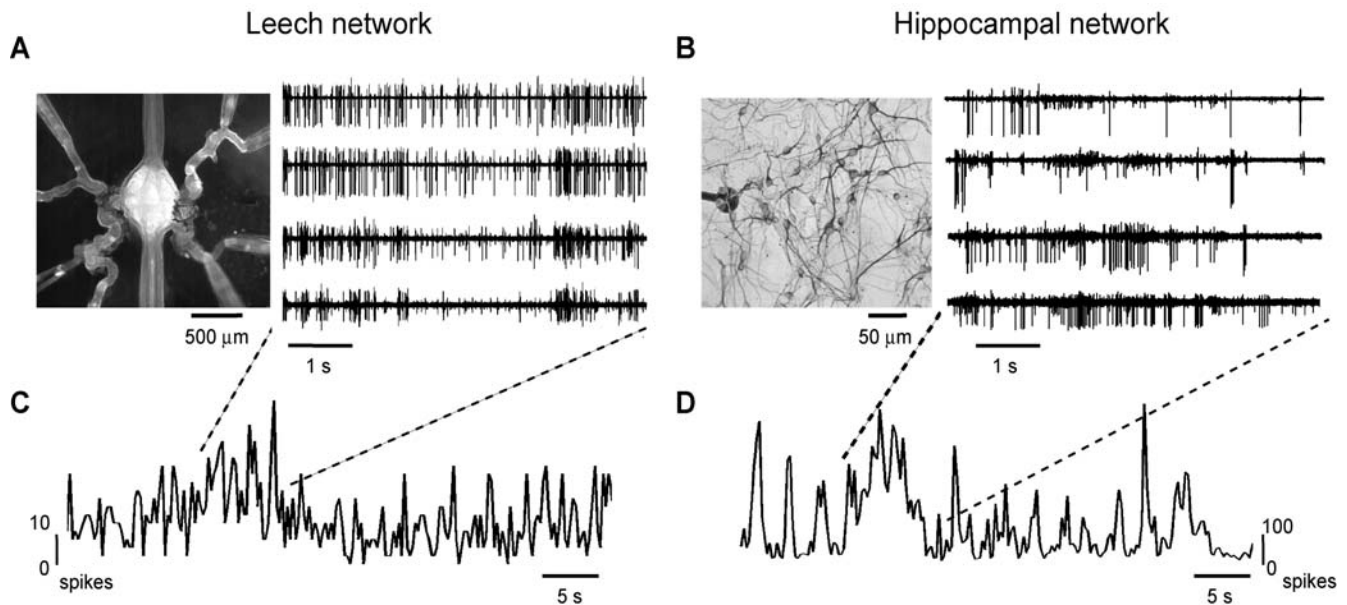 Leech network
Hippocampal network
A
B
500 μm
1 s
50 μm
1 s
C
D
10
0
spikes
5 s
100
0
spikes
5 s